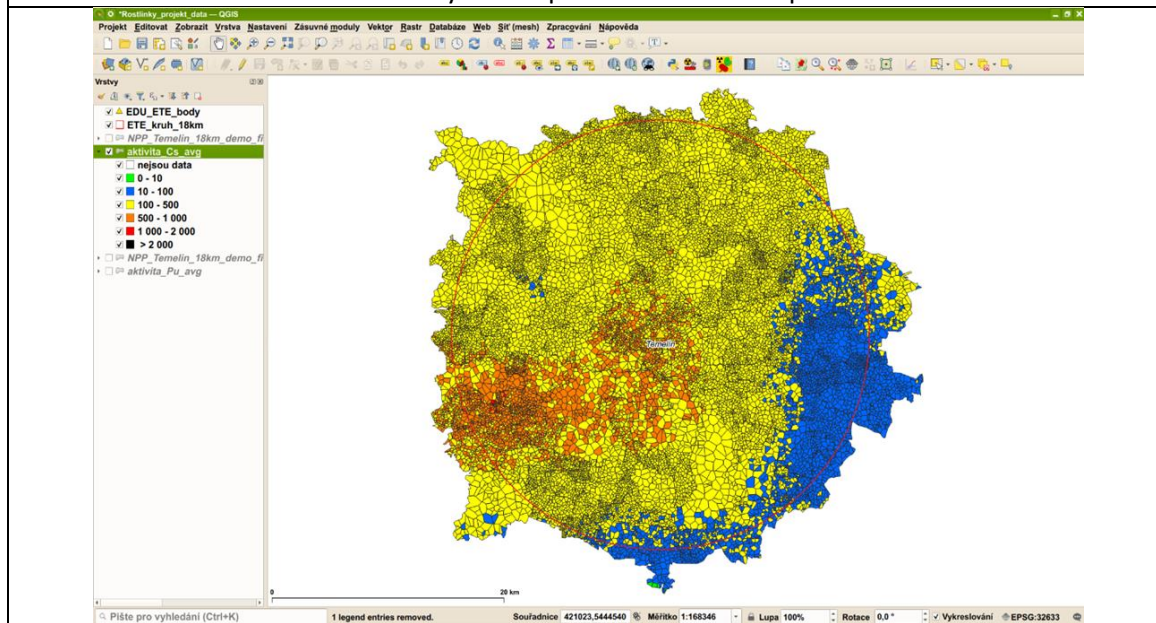 *Rostlinky_projekt_data — QGIS
Projekt Editovat Zobrazit Vrstva Nastavení Zásuvné moduly Vektor Rastr Databáze Web Síť (mesh) Zpracování Nápověda
Vrstvy
EDU_ETE_body
ETE_kruh_18km
NPP_Temelin_18km_demo_fi
aktivita_Cs_avg
nejsou data
0 - 10
10 - 100
100 - 500
500 - 1 000
1 000 - 2 000
> 2 000
NPP_Temelin_18km_demo_fi
aktivita_Pu_avg
Temelín
0 20 km
Pište pro vyhledání (Ctrl+K) 1 legend entries removed. Souřadnice 421023,5444540 Měřítko 1:168346 Lupa 100% Rotace 0,0 ° Vykreslování EPSG:32633